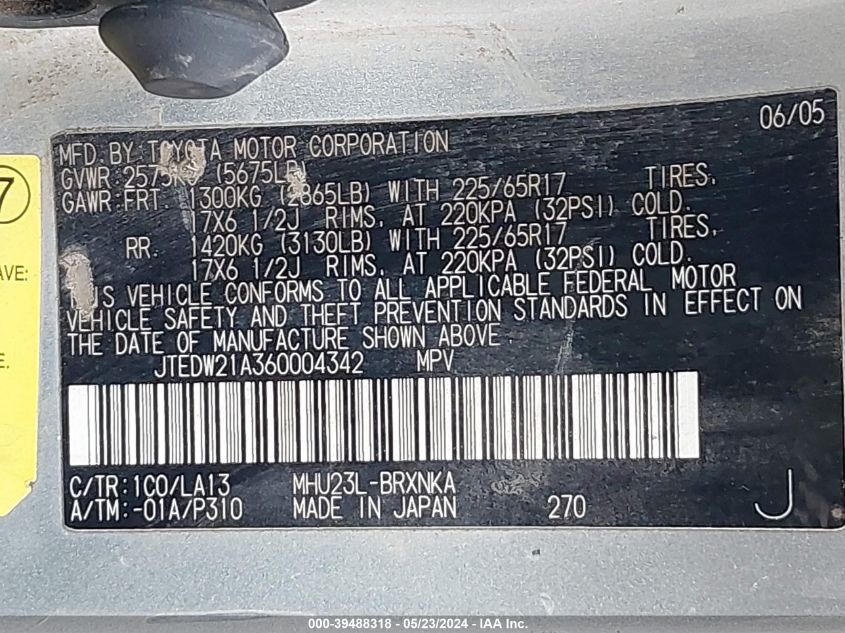 06/05
MFD. BY TOYOTA MOTOR CORPORATION
GVWR: 2575KG (5675LB)
GAWR: FRT. 1300KG (2865LB) WITH 225/65R17 TIRES,
17X6 1/2J RIMS, AT 220KPA (32PSI) COLD.
RR. 1420KG (3130LB) WITH 225/65R17 TIRES,
17X6 1/2J RIMS, AT 220KPA (32PSI) COLD.
THIS VEHICLE CONFORMS TO ALL APPLICABLE FEDERAL MOTOR
VEHICLE SAFETY AND THEFT PREVENTION STANDARDS IN EFFECT ON
THE DATE OF MANUFACTURE SHOWN ABOVE.
JTEDW21A360004342 MPV
C/TR: 1C0/LA13 MHU23L-BRXNKA
A/TM: -01A/P310 MADE IN JAPAN 270 J
7
AVE:
E.
000-39488318 - 05/23/2024 - IAA, Inc.